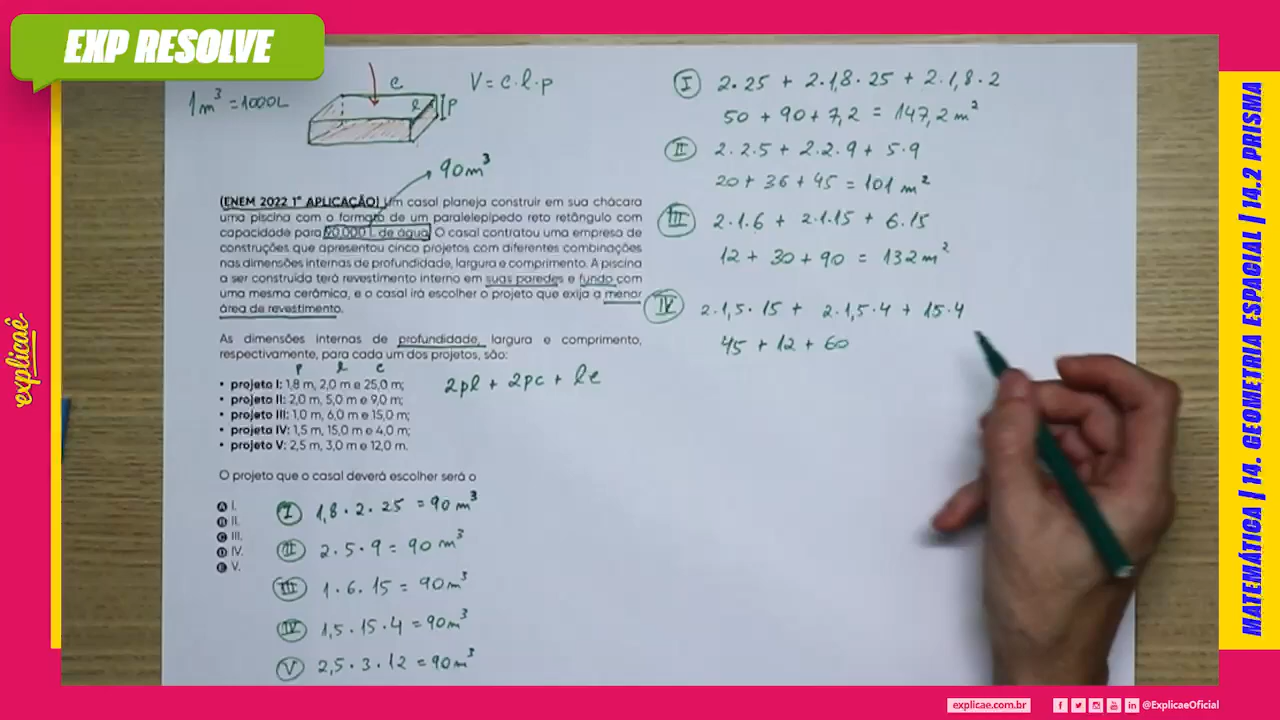 EXP RESOLVE
1m³ = 1000L
c
l
p
V = c.l.p
90m³
(ENEM 2022 1ª APLICAÇÃO) Um casal planeja construir em sua chácara
uma piscina com o formato de um paralelepípedo reto retângulo com
capacidade para 90 000 L de água. O casal contratou uma empresa de
construções que apresentou cinco projetos com diferentes combinações
nas dimensões internas de profundidade, largura e comprimento. A piscina
a ser construída terá revestimento interno em suas paredes e fundo com
uma mesma cerâmica, e o casal irá escolher o projeto que exija a menor
área de revestimento.
As dimensões internas de profundidade, largura e comprimento,
respectivamente, para cada um dos projetos, são:
p l c
• projeto I: 1,8 m, 2,0 m e 25,0 m;
• projeto II: 2,0 m, 5,0 m e 9,0 m;
• projeto III: 1,0 m, 6,0 m e 15,0 m;
• projeto IV: 1,5 m, 15,0 m e 4,0 m;
• projeto V: 2,5 m, 3,0 m e 12,0 m.
2pl + 2pc + lc
O projeto que o casal deverá escolher será o
A I.
B II.
C III.
D IV.
E V.
I 1,8 . 2 . 25 = 90 m³
II 2 . 5 . 9 = 90 m³
III 1 . 6 . 15 = 90m³
IV 1,5 . 15 . 4 = 90m³
V 2,5 . 3 . 12 = 90m³
I 2.25 + 2.1,8.25 + 2.1,8.2
50 + 90 + 7,2 = 147,2 m²
II 2.2.5 + 2.2.9 + 5.9
20 + 36 + 45 = 101 m²
III 2.1.6 + 2.1.15 + 6.15
12 + 30 + 90 = 132 m²
IV 2.1,5.15 + 2.1,5.4 + 15.4
45 + 12 + 60
explicaê
MATEMÁTICA | 14. GEOMETRIA ESPACIAL | 14.2 PRISMA
explicae.com.br
@ExplicaeOficial